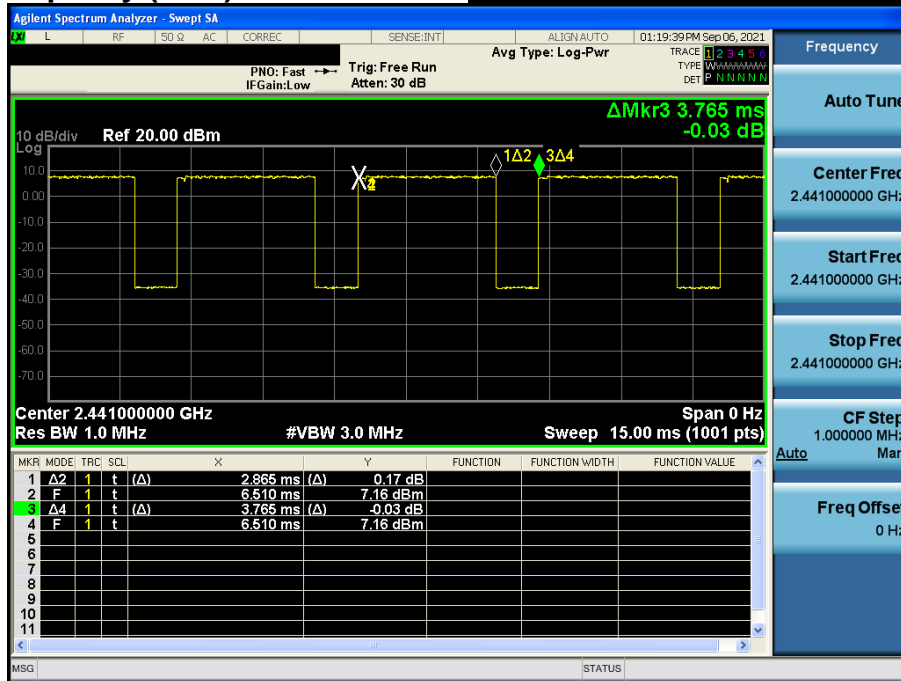 Agilent Spectrum Analyzer - Swept SA
LXI L RF 50 Ω AC CORREC SENSE:INT ALIGN AUTO 01:19:39 PM Sep 06, 2021
PNO: Fast
IFGain:Low
Trig: Free Run
Atten: 30 dB
Avg Type: Log-Pwr
TRACE 1 2 3 4 5 6
TYPE WWWWWW
DET P N N N N N
ΔMkr3 3.765 ms
-0.03 dB
10 dB/div
Log
Ref 20.00 dBm
1Δ2 3Δ4
10.0
0.00
-10.0
-20.0
-30.0
-40.0
-50.0
-60.0
-70.0
Center 2.441000000 GHz Span 0 Hz
Res BW 1.0 MHz #VBW 3.0 MHz Sweep 15.00 ms (1001 pts)
MKR MODE TRC SCL X Y FUNCTION FUNCTION WIDTH FUNCTION VALUE
1 Δ2 1 t (Δ) 2.865 ms (Δ) 0.17 dB
2 F 1 t 6.510 ms 7.16 dBm
3 Δ4 1 t (Δ) 3.765 ms (Δ) -0.03 dB
4 F 1 t 6.510 ms 7.16 dBm
5
6
7
8
9
10
11
MSG STATUS
Frequency
Auto Tune
Center Freq
2.441000000 GHz
Start Freq
2.441000000 GHz
Stop Freq
2.441000000 GHz
CF Step
1.000000 MHz
Auto Man
Freq Offset
0 Hz